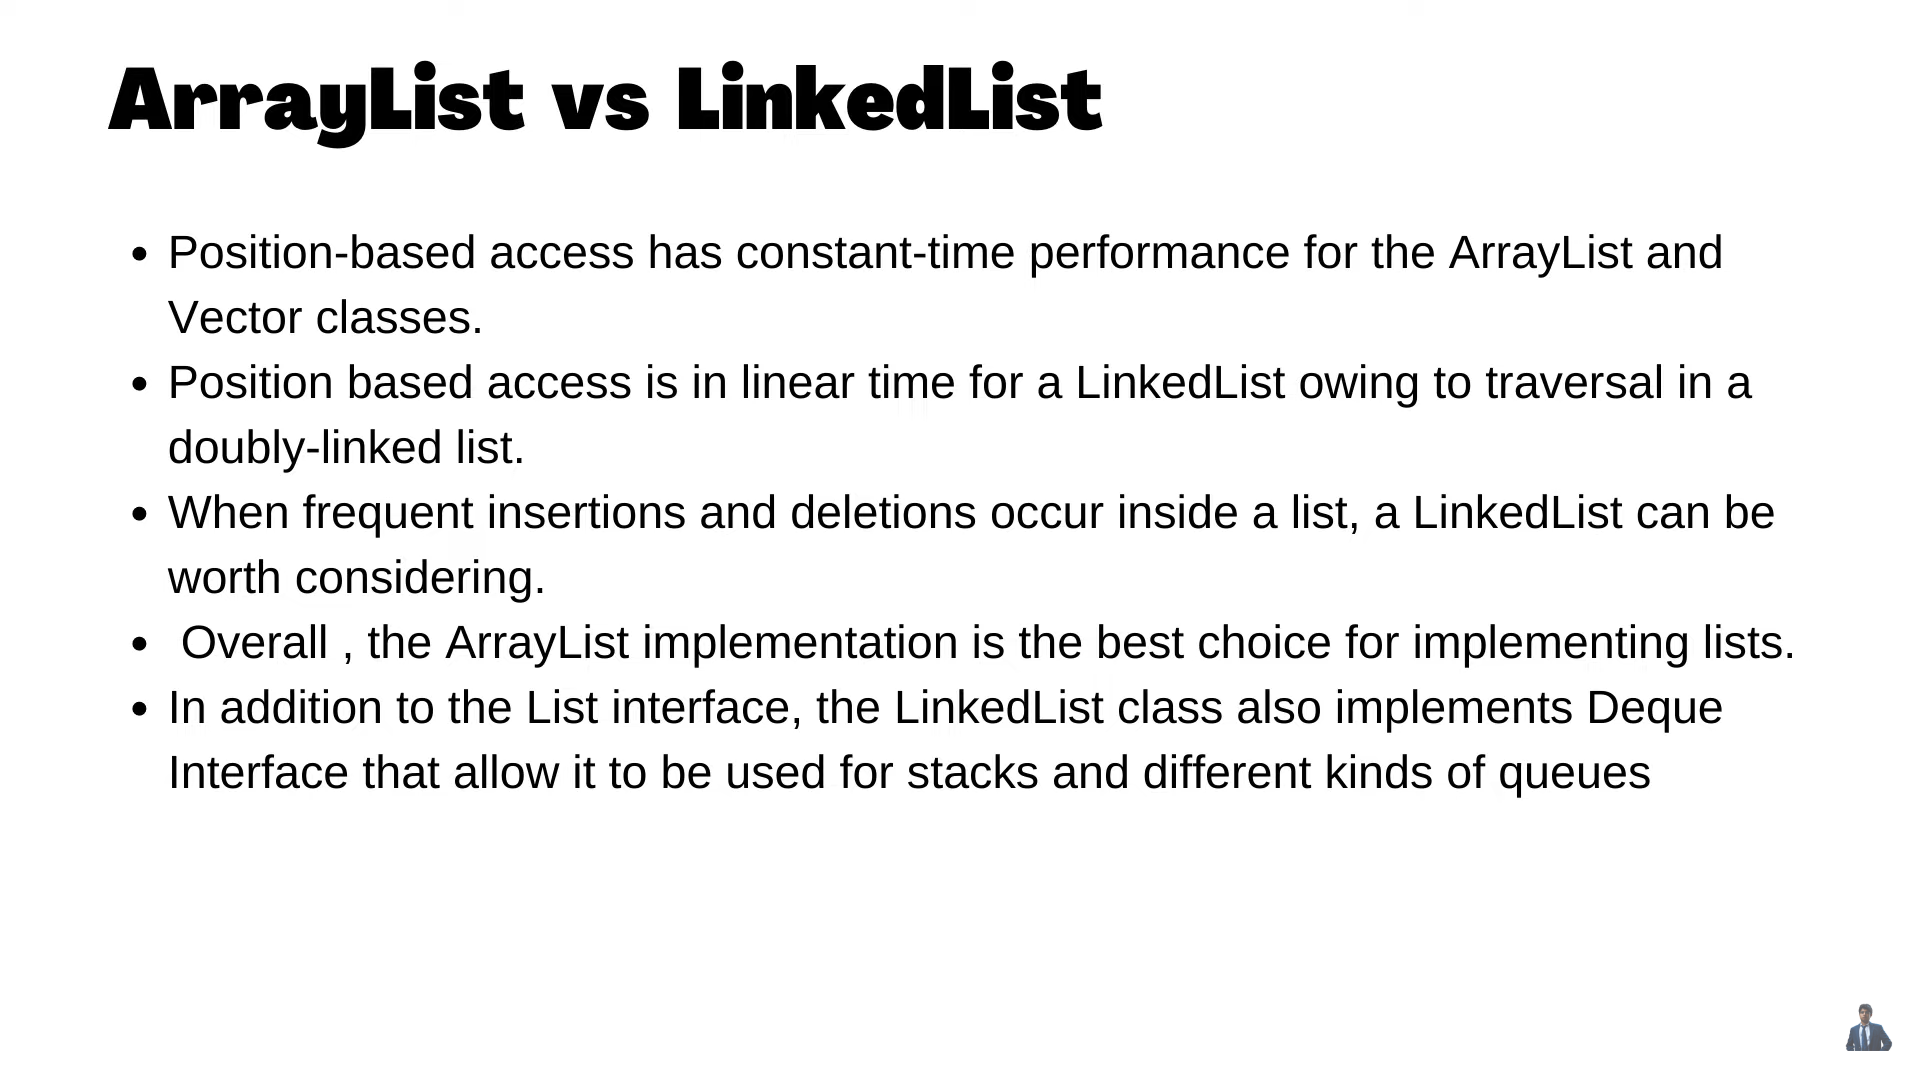 ArrayList vs LinkedList
• Position-based access has constant-time performance for the ArrayList and
Vector classes.
• Position based access is in linear time for a LinkedList owing to traversal in a
doubly-linked list.
• When frequent insertions and deletions occur inside a list, a LinkedList can be
worth considering.
• Overall , the ArrayList implementation is the best choice for implementing lists.
• In addition to the List interface, the LinkedList class also implements Deque
Interface that allow it to be used for stacks and different kinds of queues